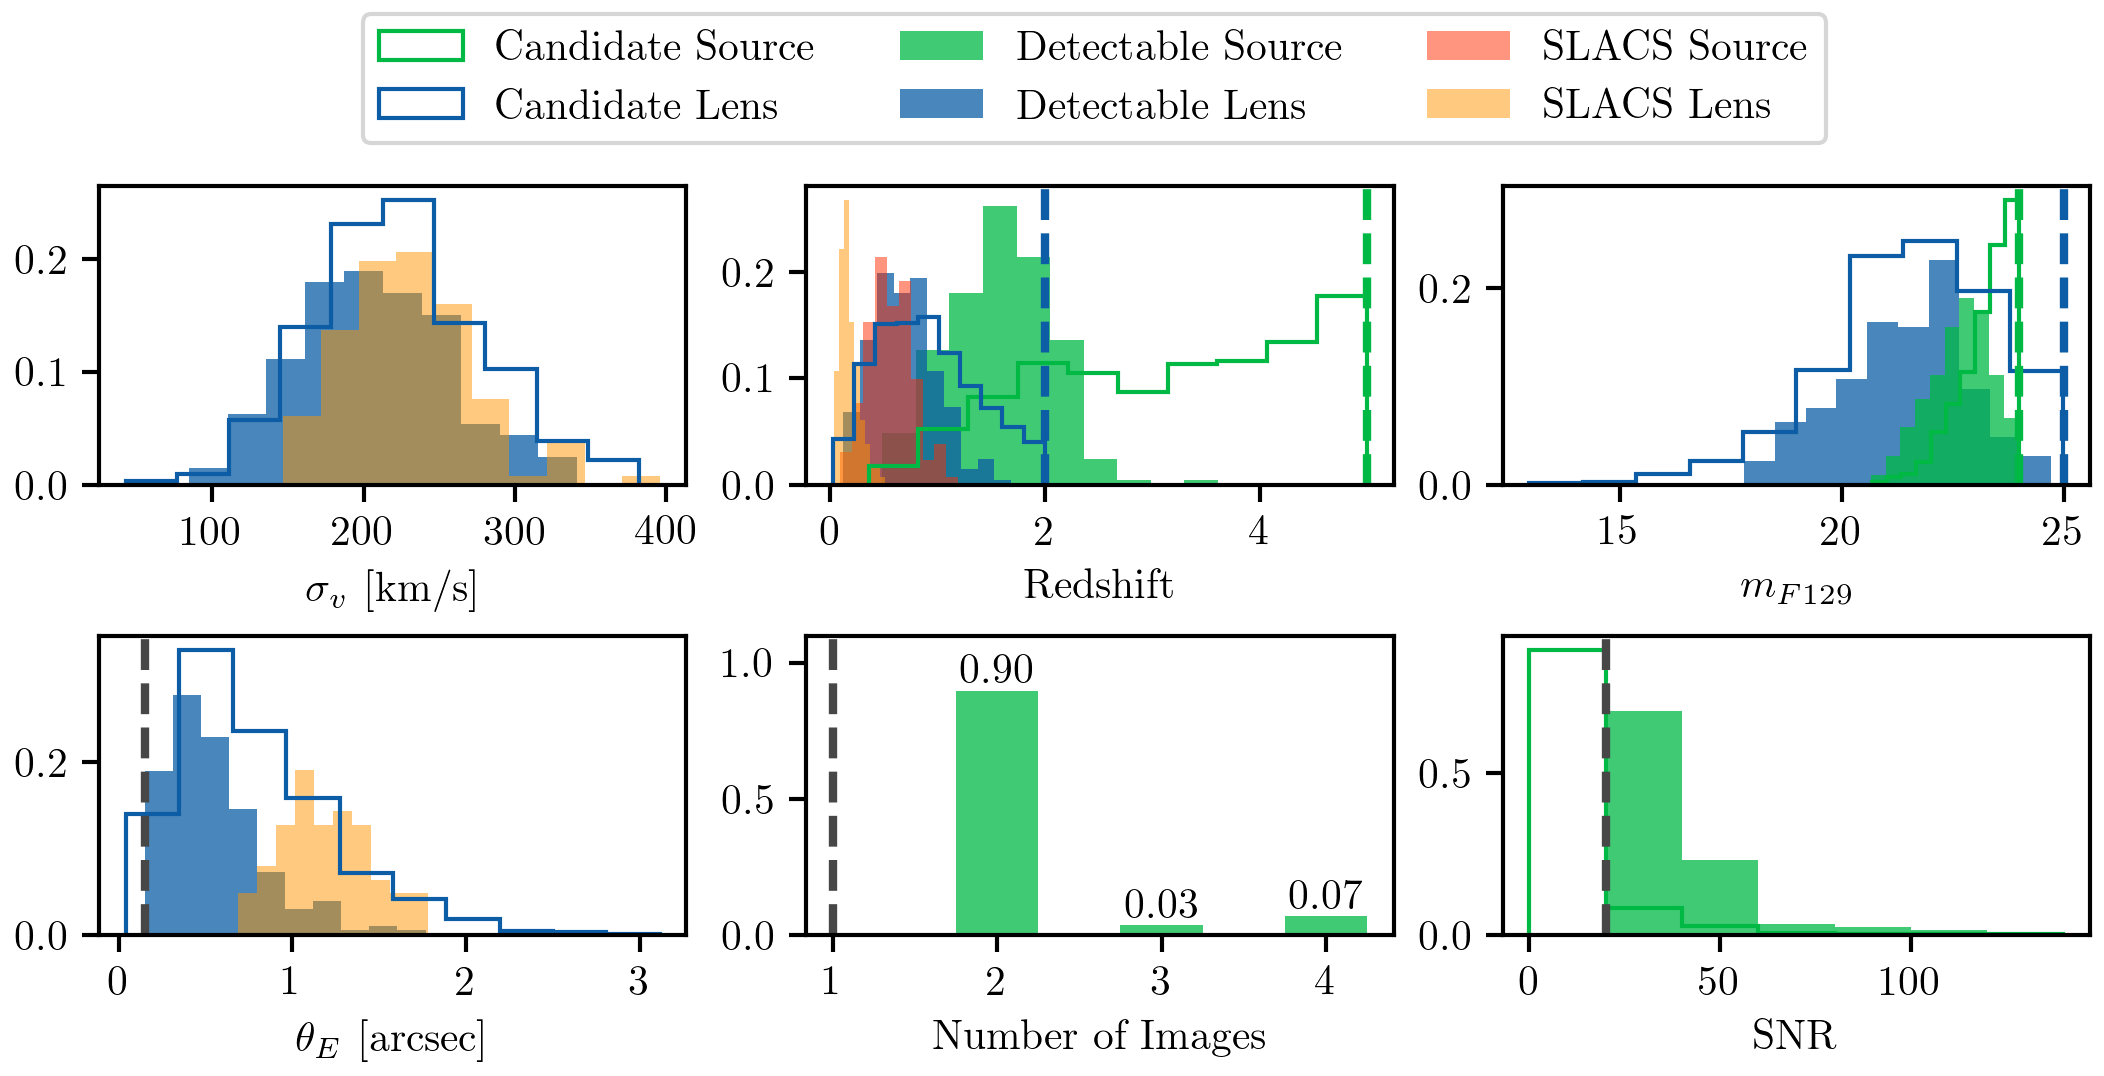 Candidate Source Detectable Source SLACS Source
Candidate Lens Detectable Lens SLACS Lens
0.2
0.1
0.0
100 200 300 400
σ_v [km/s]
0.2
0.1
0.0
0 2 4
Redshift
0.2
0.0
15 20 25
m_{F129}
0.2
0.0
0 1 2 3
θ_E [arcsec]
1.0
0.5
0.0
0.90
0.03
0.07
1 2 3 4
Number of Images
0.5
0.0
0 50 100
SNR